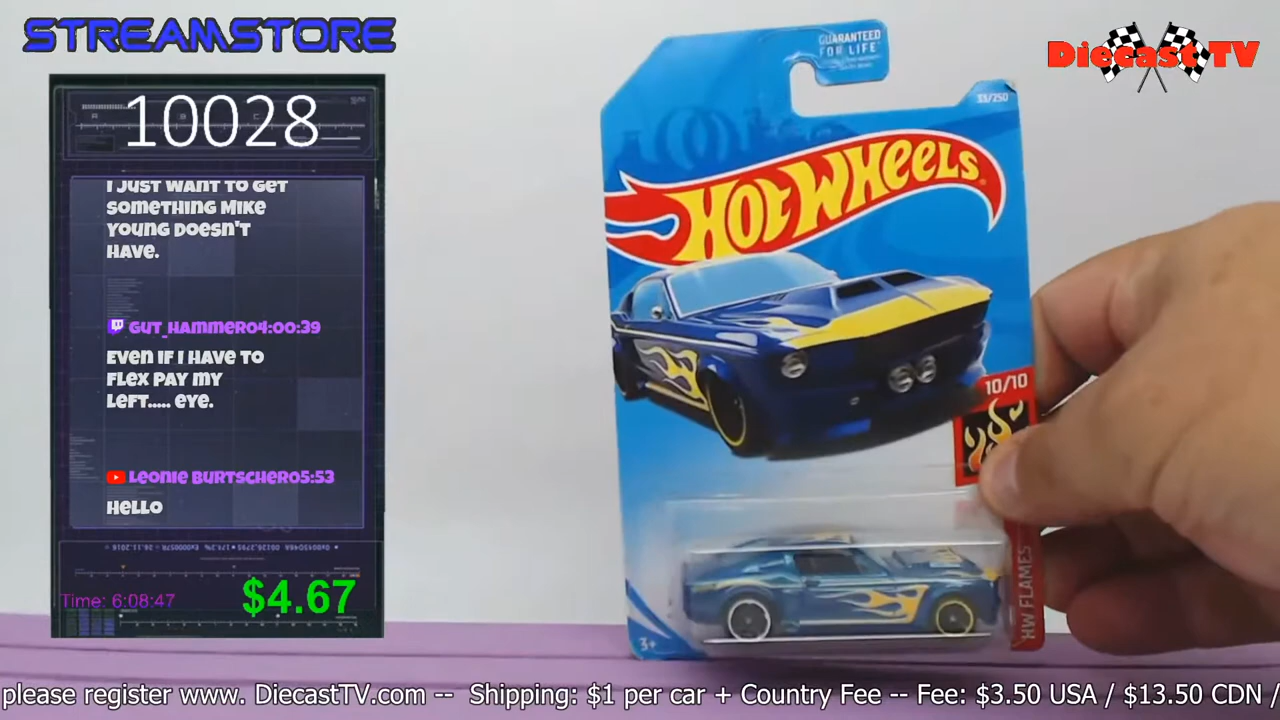 STREAMSTORE
10028
I just want to get
something Mike
Young doesn't
have.
Gut_Hammer04:00:39
Even if I have to
flex pay my
left..... eye.
Leonie Burtscher05:53
Hello
Time: 6:08:47
$4.67
GUARANTEED
FOR LIFE
33/250
HOT WHEELS
10/10
HW FLAMES
3+
Diecast TV
please register www. DiecastTV.com -- Shipping: $1 per car + Country Fee -- Fee: $3.50 USA / $13.50 CDN /